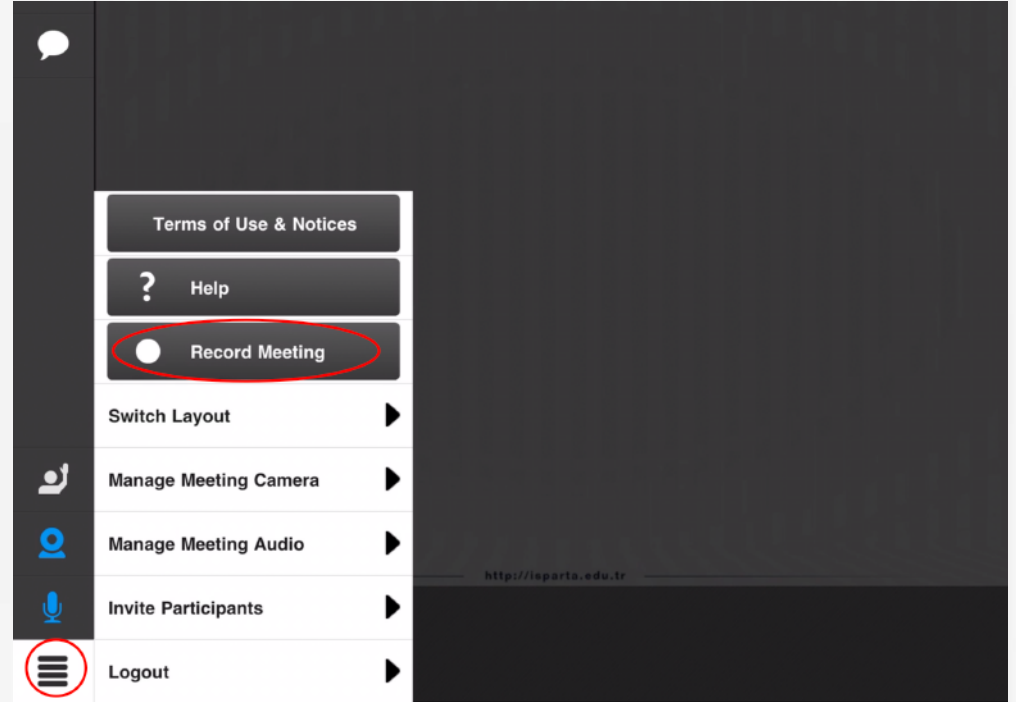 Terms of Use & Notices
? Help
Record Meeting
Switch Layout
Manage Meeting Camera
Manage Meeting Audio
Invite Participants
Logout
http://isparta.edu.tr